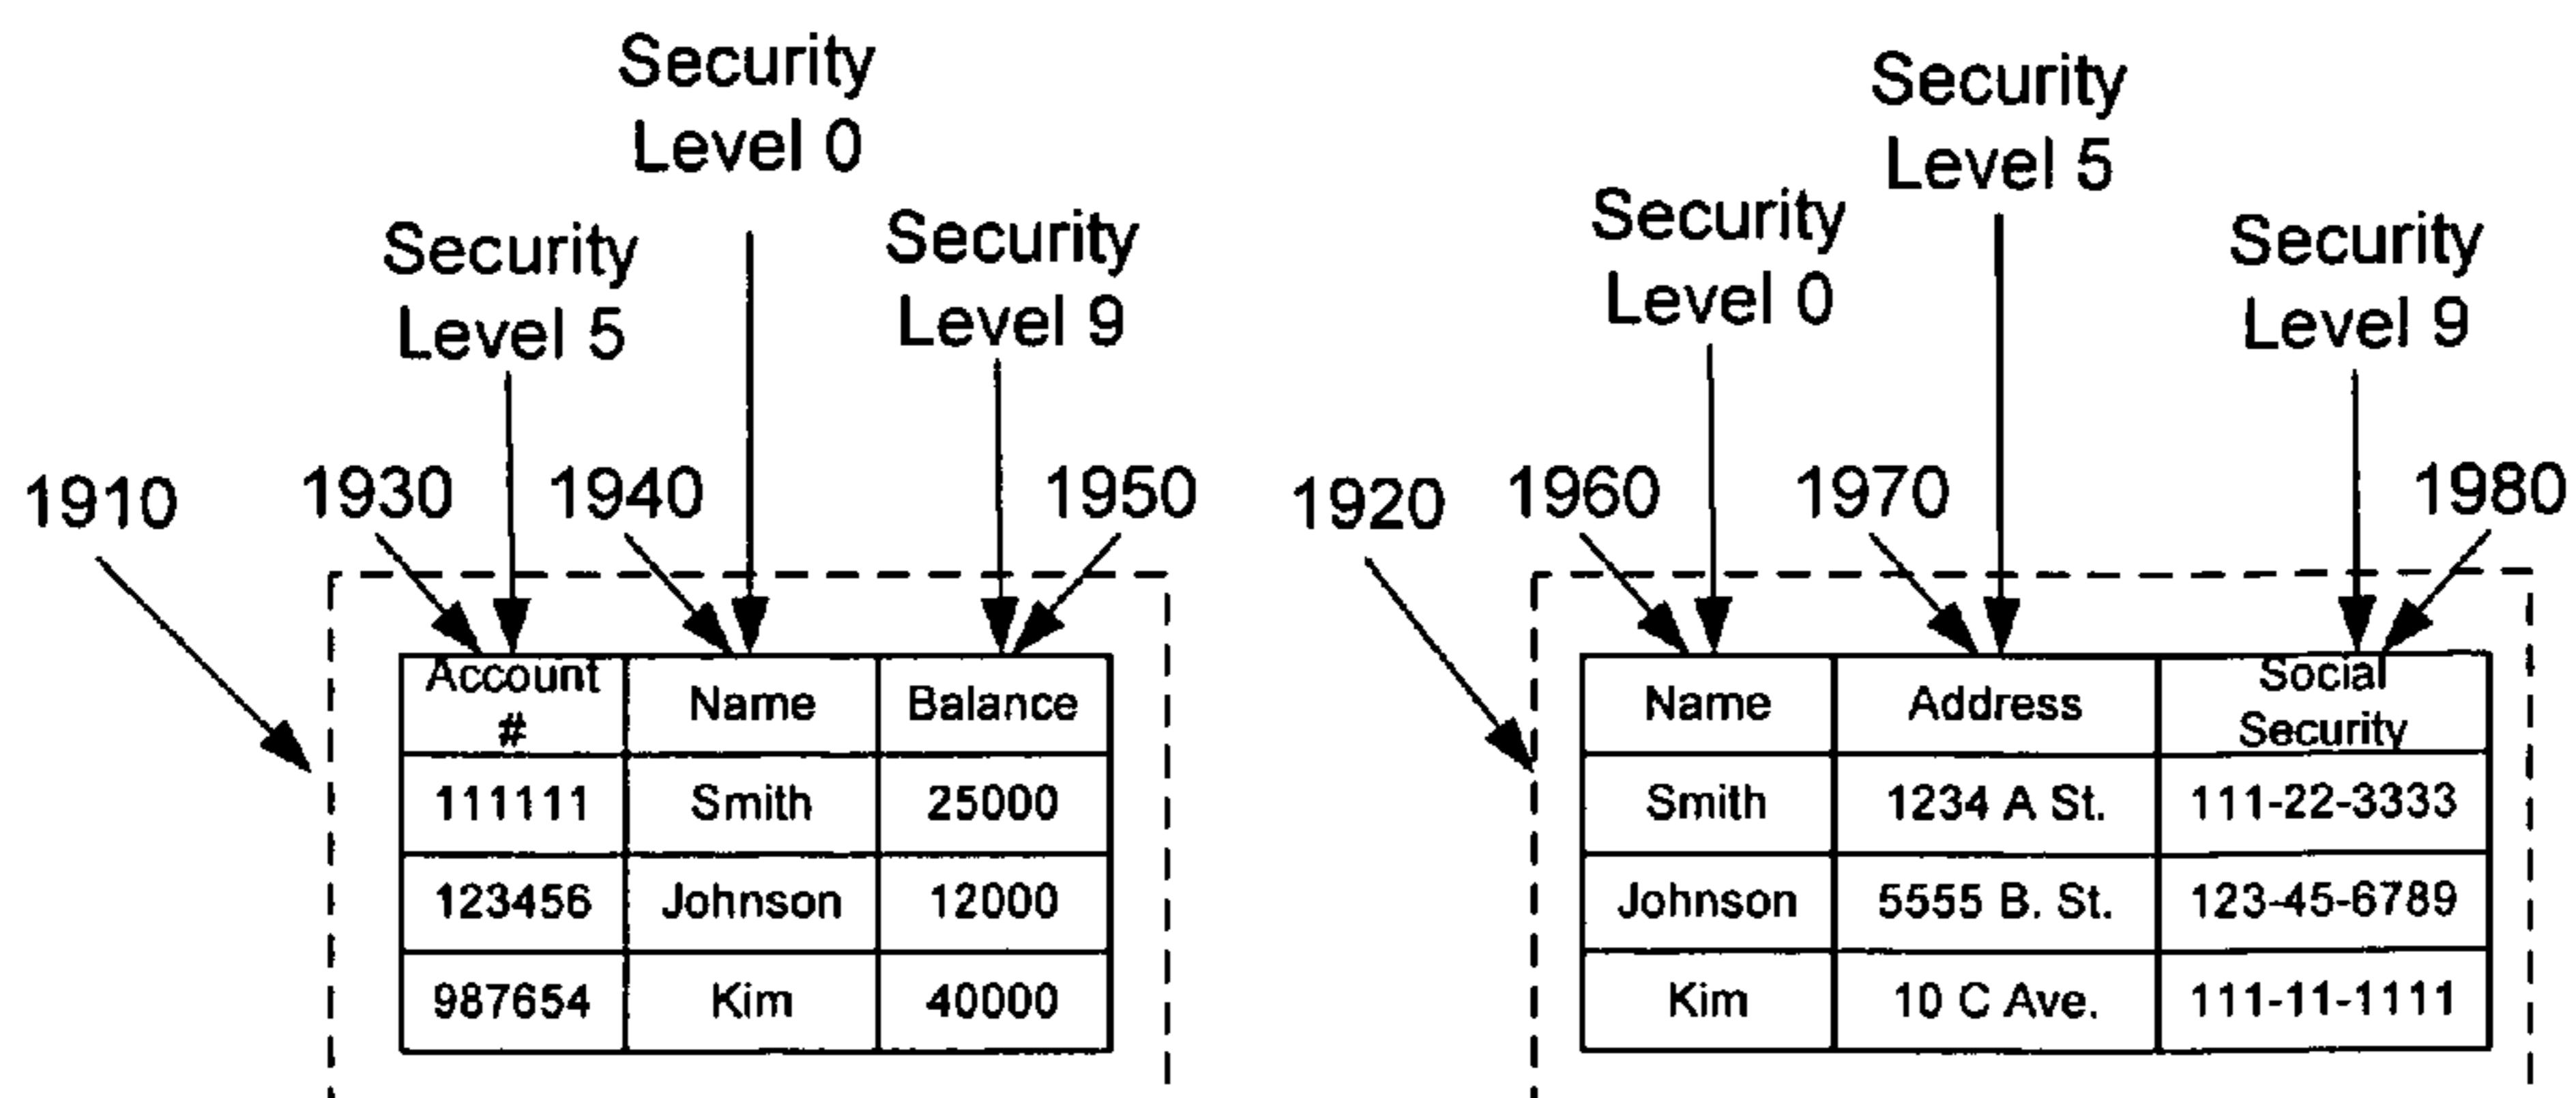 Security
Level 0
Security
Level 5
Security
Level 5
Security
Level 9
Security
Level 0
Security
Level 9
1910 1930 1940 1950 1920 1960 1970 1980
Account
# Name Balance
111111 Smith 25000
123456 Johnson 12000
987654 Kim 40000
Name Address Social
Security
Smith 1234 A St. 111-22-3333
Johnson 5555 B. St. 123-45-6789
Kim 10 C Ave. 111-11-1111